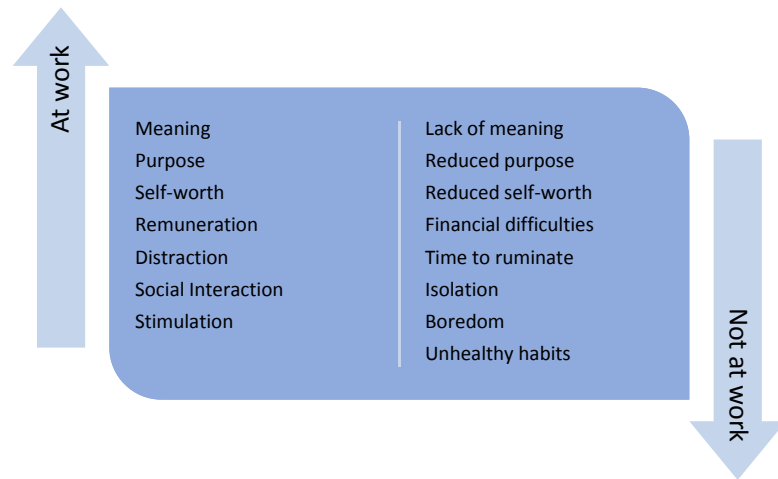 At work
Meaning
Purpose
Self-worth
Remuneration
Distraction
Social Interaction
Stimulation
Lack of meaning
Reduced purpose
Reduced self-worth
Financial difficulties
Time to ruminate
Isolation
Boredom
Unhealthy habits
Not at work